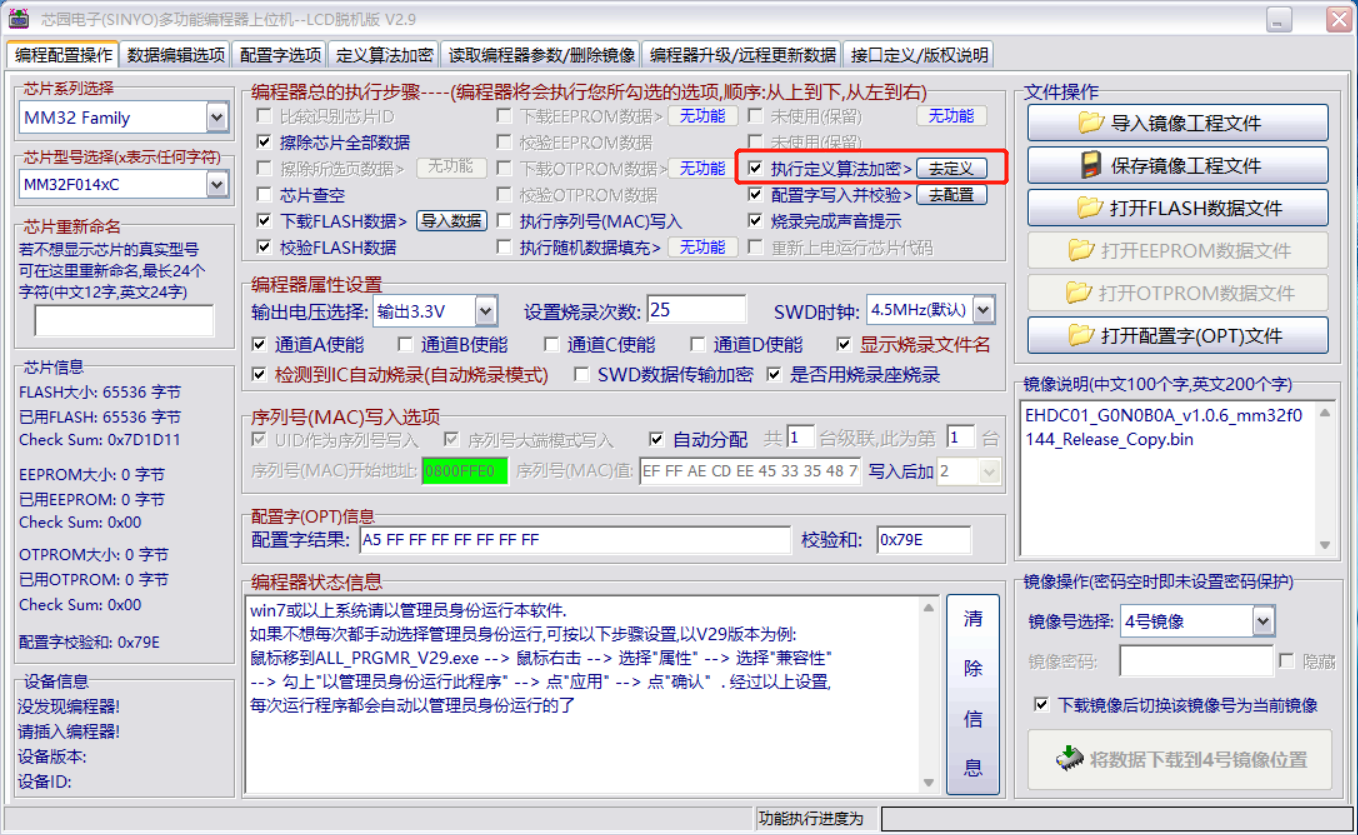 芯园电子(SINYO)多功能编程器上位机--LCD脱机版 V2.9
编程配置操作 数据编辑选项 配置字选项 定义算法加密 读取编程器参数/删除镜像 编程器升级/远程更新数据 接口定义/版权说明
芯片系列选择
MM32 Family
芯片型号选择(x表示任何字符)
MM32F014xC
芯片重新命名
若不想显示芯片的真实型号
可在这里重新命名,最长24个
字符(中文12字,英文24字)
芯片信息
FLASH大小: 65536 字节
已用FLASH: 65536 字节
Check Sum: 0x7D1D11
EEPROM大小: 0 字节
已用EEPROM: 0 字节
Check Sum: 0x00
OTPROM大小: 0 字节
已用OTPROM: 0 字节
Check Sum: 0x00
配置字校验和: 0x79E
设备信息
没发现编程器!
请插入编程器!
设备版本:
设备ID:
编程器总的执行步骤----(编程器将会执行您所勾选的选项,顺序:从上到下,从左到右)
比较识别芯片ID 下载EEPROM数据> 无功能 未使用(保留) 无功能
擦除芯片全部数据 校验EEPROM数据 未使用(保留)
擦除所选页数据> 无功能 下载OTPROM数据> 无功能 执行定义算法加密> 去定义
芯片查空 校验OTPROM数据 配置字写入并校验> 去配置
下载FLASH数据> 导入数据 执行序列号(MAC)写入 烧录完成声音提示
校验FLASH数据 执行随机数据填充> 无功能 重新上电运行芯片代码
编程器属性设置
输出电压选择: 输出3.3V 设置烧录次数: 25 SWD时钟: 4.5MHz(默认)
通道A使能 通道B使能 通道C使能 通道D使能 显示烧录文件名
检测到IC自动烧录(自动烧录模式) SWD数据传输加密 是否用烧录座烧录
序列号(MAC)写入选项
UID作为序列号写入 序列号大端模式写入 自动分配 共 1 台级联,此为第 1 台
序列号(MAC)开始地址: 0800FFE0 序列号(MAC)值: EF FF AE CD EE 45 33 35 48 7 写入后加 2
配置字(OPT)信息
配置字结果: A5 FF FF FF FF FF FF FF 校验和: 0x79E
编程器状态信息
win7或以上系统请以管理员身份运行本软件.
如果不想每次都手动选择管理员身份运行,可按以下步骤设置,以V29版本为例:
鼠标移到ALL_PRGMR_V29.exe --> 鼠标右击 --> 选择"属性" --> 选择"兼容性"
--> 勾上"以管理员身份运行此程序" --> 点"应用" --> 点"确认" . 经过以上设置,
每次运行程序都会自动以管理员身份运行的了
清
除
信
息
文件操作
导入镜像工程文件
保存镜像工程文件
打开FLASH数据文件
打开EEPROM数据文件
打开OTPROM数据文件
打开配置字(OPT)文件
镜像说明(中文100个字,英文200个字)
EHDC01_G0N0B0A_v1.0.6_mm32f0
144_Release_Copy.bin
镜像操作(密码空时即未设置密码保护)
镜像号选择: 4号镜像
镜像密码: 隐藏
下载镜像后切换该镜像号为当前镜像
将数据下载到4号镜像位置
功能执行进度为